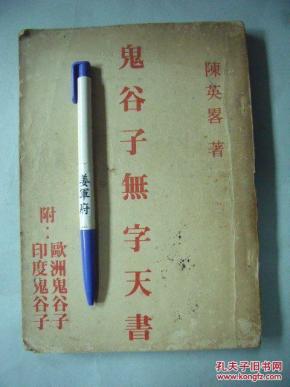 陳英畧 著
鬼谷子無字天書
附：歐洲鬼谷子
印度鬼谷子
姜軍府
孔夫子旧书网